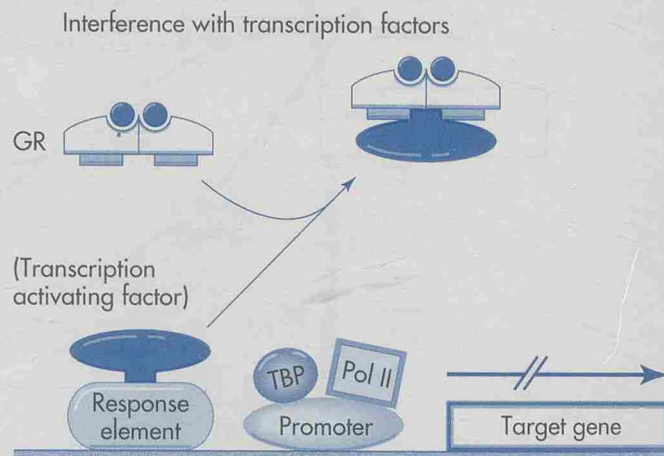 Interference with transcription factors
GR
(Transcription
activating factor)
TBP
Pol II
Response
element
Promoter
Target gene